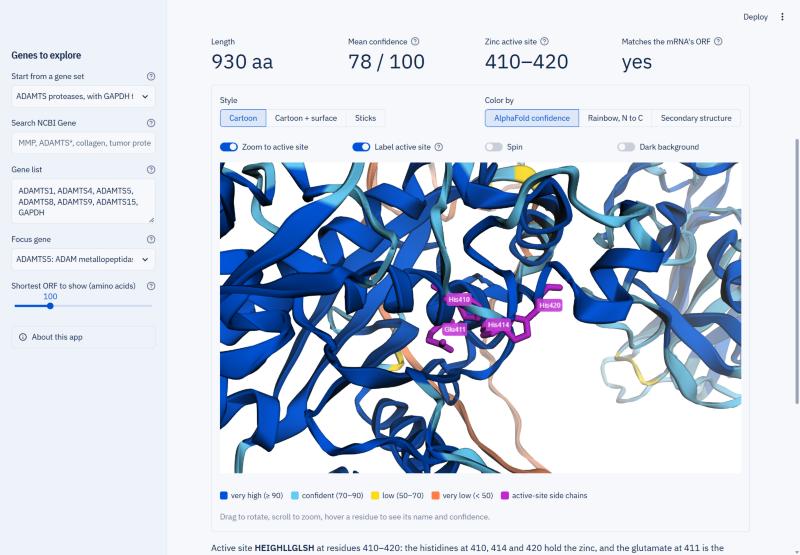 Deploy
Genes to explore
Start from a gene set
ADAMTS proteases, with GAPDH
Search NCBI Gene
MMP, ADAMTS*, collagen, tumor prote
Gene list
ADAMTS1, ADAMTS4, ADAMTS5,
ADAMTS8, ADAMTS9, ADAMTS15,
GAPDH
Focus gene
ADAMTS5: ADAM metallopeptida
Shortest ORF to show (amino acids)
100
About this app
Length
930 aa
Mean confidence
78 / 100
Zinc active site
410–420
Matches the mRNA's ORF
yes
Style
Cartoon
Cartoon + surface
Sticks
Color by
AlphaFold confidence
Rainbow, N to C
Secondary structure
Zoom to active site
Label active site
Spin
Dark background
His410
His420
Glu411
His414
very high (≥ 90)
confident (70–90)
low (50–70)
very low (< 50)
active-site side chains
Drag to rotate, scroll to zoom, hover a residue to see its name and confidence.
Active site HEIGHLLGLSH at residues 410–420: the histidines at 410, 414 and 420 hold the zinc, and the glutamate at 411 is the